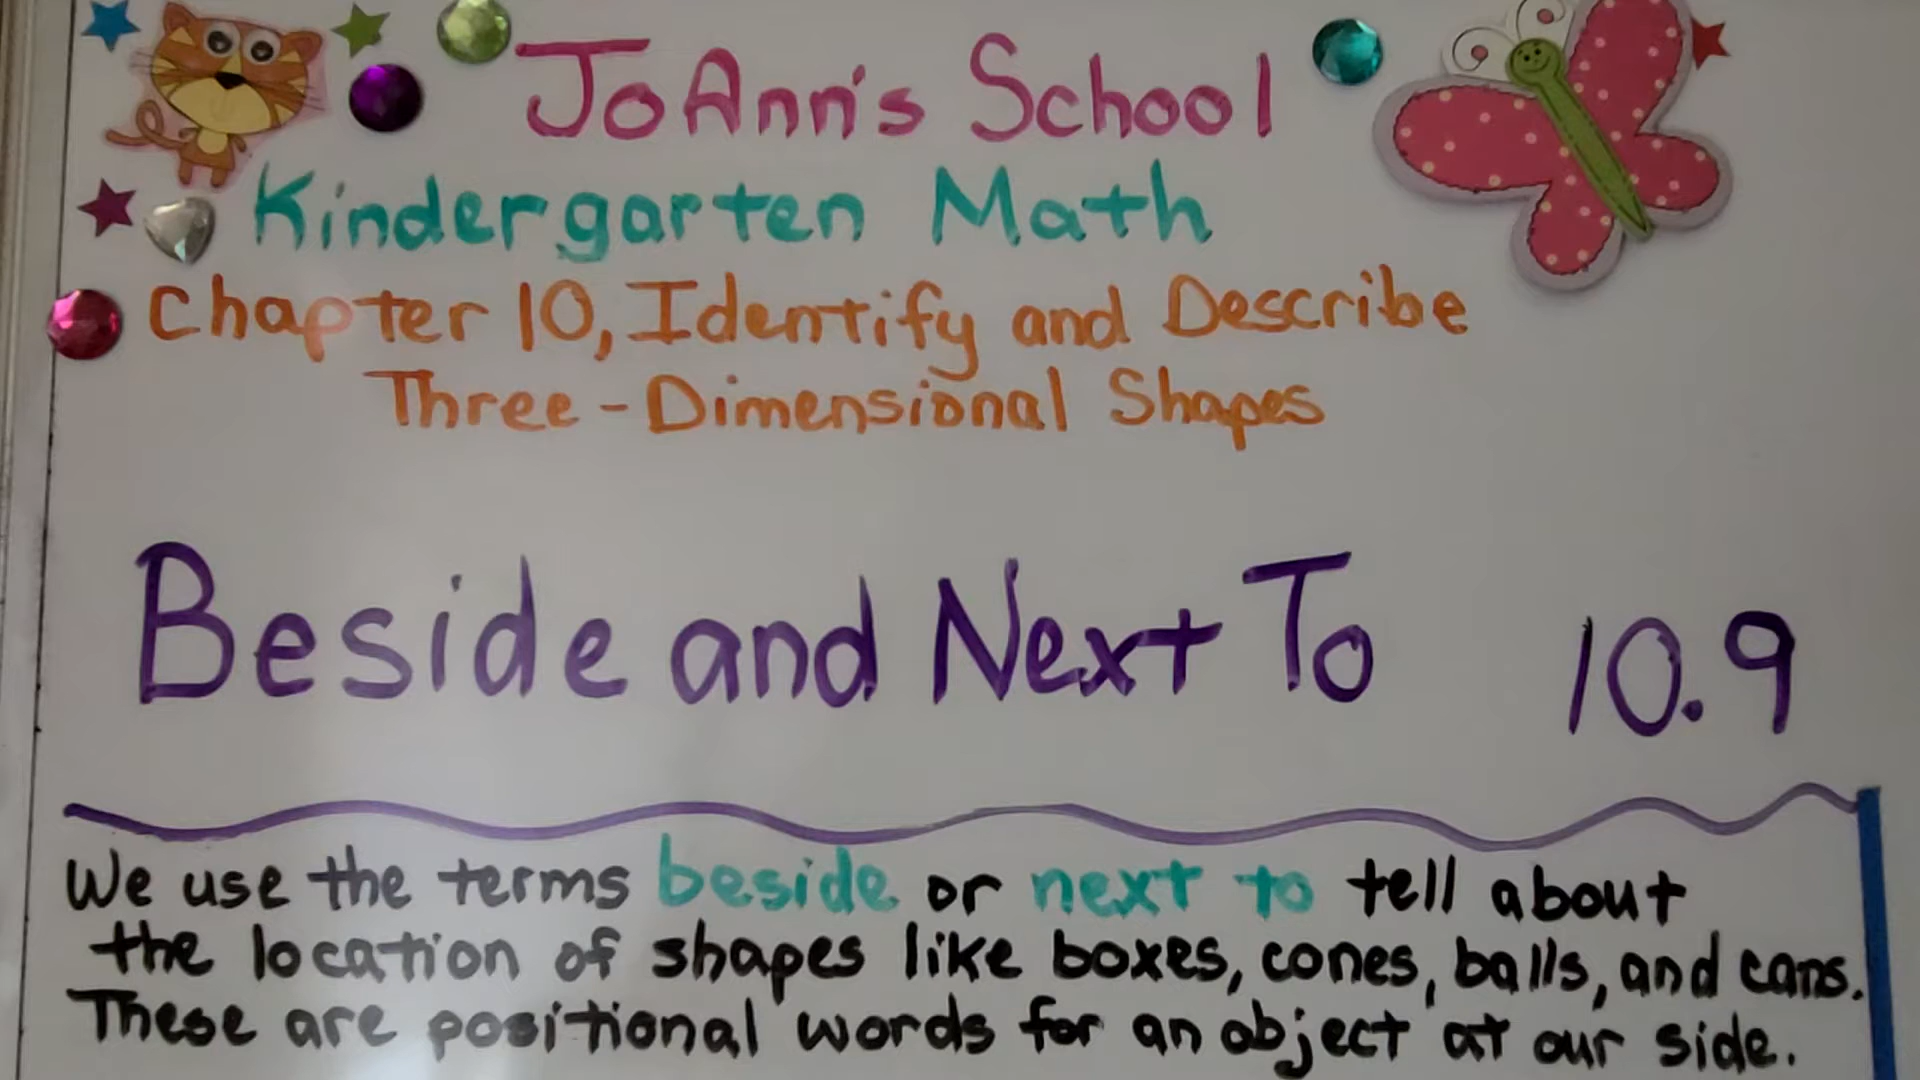 JoAnn's School
Kindergarten Math
Chapter 10, Identify and Describe
Three-Dimensional Shapes
Beside and Next To 10.9
We use the terms beside or next to tell about
the location of shapes like boxes, cones, balls, and cans.
These are positional words for an object at our side.